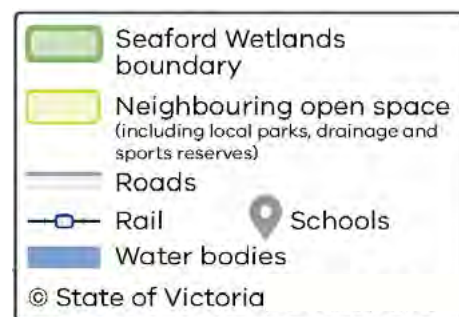 Seaford Wetlands
boundary
Neighbouring open space
(including local parks, drainage and
sports reserves)
Roads
Rail
Schools
Water bodies
© State of Victoria